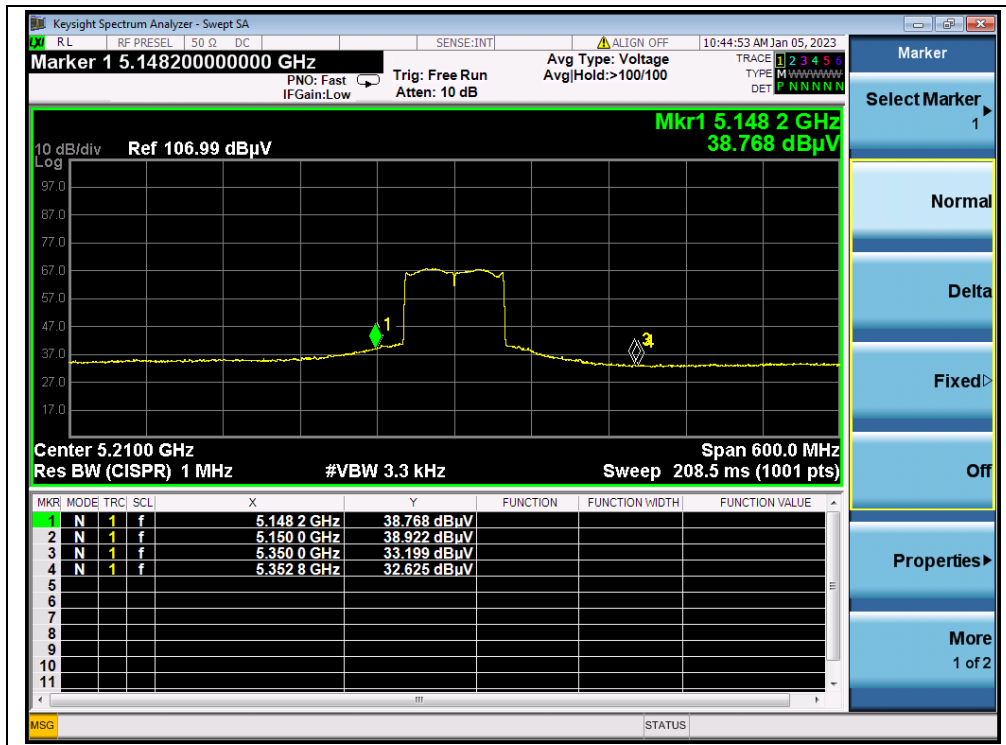 Keysight Spectrum Analyzer - Swept SA
LXI RL RF PRESEL 50 Ω DC SENSE:INT ALIGN OFF 10:44:53 AM Jan 05, 2023
Marker 1 5.148200000000 GHz
PNO: Fast
IFGain:Low
Trig: Free Run
Atten: 10 dB
Avg Type: Voltage
Avg|Hold:>100/100
TRACE 1 2 3 4 5 6
TYPE M WWWWW
DET P N N N N N
Mkr1 5.148 2 GHz
38.768 dBµV
10 dB/div Ref 106.99 dBµV
Log
97.0
87.0
77.0
67.0
57.0
47.0
37.0
27.0
17.0
1
3
4
Center 5.2100 GHz Span 600.0 MHz
Res BW (CISPR) 1 MHz #VBW 3.3 kHz Sweep 208.5 ms (1001 pts)
MKR MODE TRC SCL X Y FUNCTION FUNCTION WIDTH FUNCTION VALUE
1 N 1 f 5.148 2 GHz 38.768 dBµV
2 N 1 f 5.150 0 GHz 38.922 dBµV
3 N 1 f 5.350 0 GHz 33.199 dBµV
4 N 1 f 5.352 8 GHz 32.625 dBµV
5
6
7
8
9
10
11
MSG STATUS
Marker
Select Marker
1
Normal
Delta
Fixed
Off
Properties
More
1 of 2